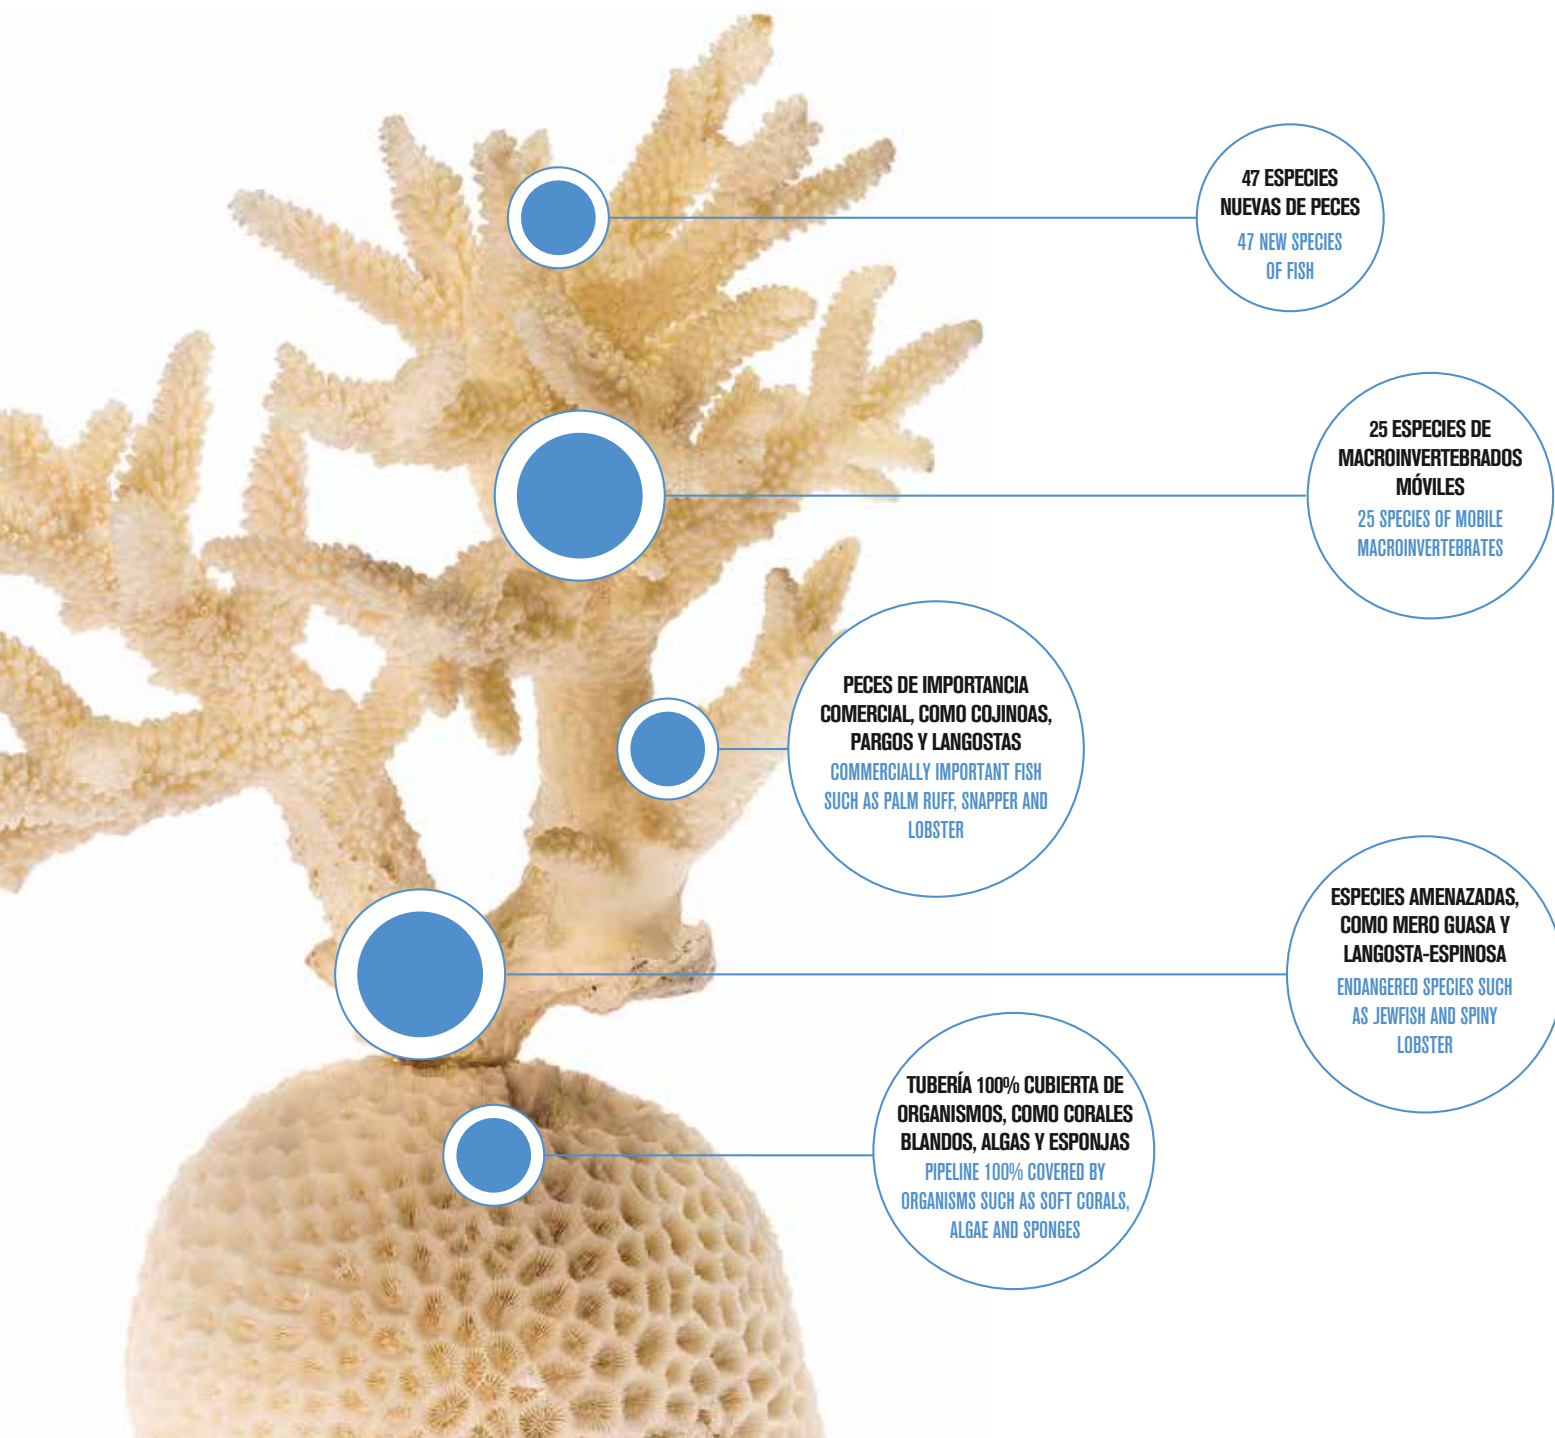 47 ESPECIES
NUEVAS DE PECES
47 NEW SPECIES
OF FISH
25 ESPECIES DE
MACROINVERTEBRADOS
MÓVILES
25 SPECIES OF MOBILE
MACROINVERTEBRATES
PECES DE IMPORTANCIA
COMERCIAL, COMO COJINOAS,
PARGOS Y LANGOSTAS
COMMERCIALLY IMPORTANT FISH
SUCH AS PALM RUFF, SNAPPER AND
LOBSTER
ESPECIES AMENAZADAS,
COMO MERO GUASA Y
LANGOSTA-ESPINOSA
ENDANGERED SPECIES SUCH
AS JEWFISH AND SPINY
LOBSTER
TUBERÍA 100% CUBIERTA DE
ORGANISMOS, COMO CORALES
BLANDOS, ALGAS Y ESPONJAS
PIPELINE 100% COVERED BY
ORGANISMS SUCH AS SOFT CORALS,
ALGAE AND SPONGES